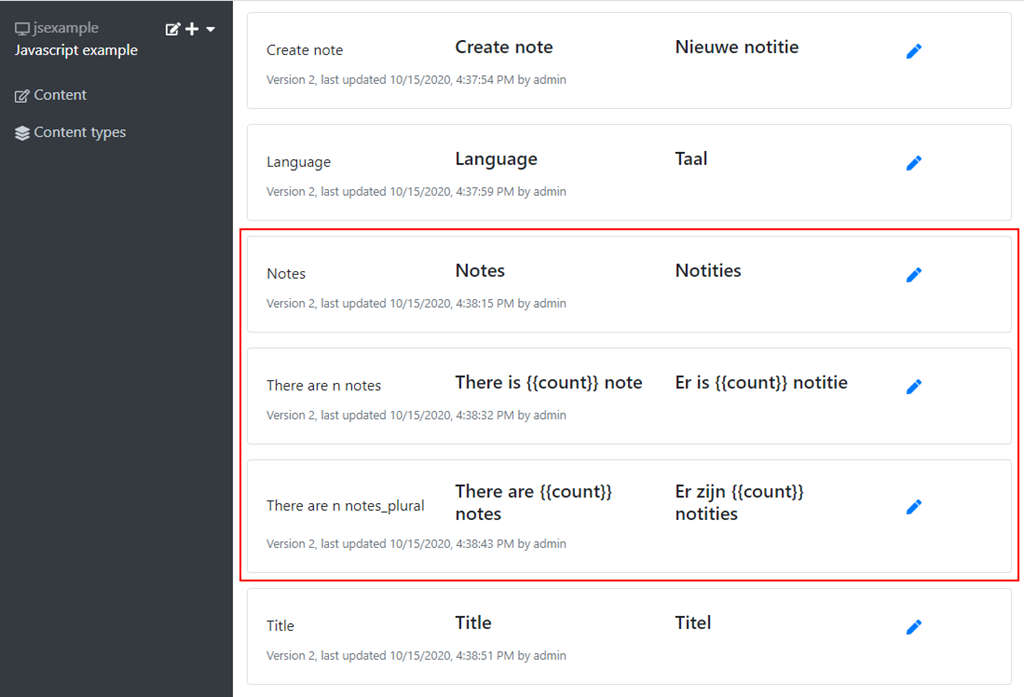 jsexample
Javascript example
Content
Content types
Create note Create note Nieuwe notitie
Version 2, last updated 10/15/2020, 4:37:54 PM by admin
Language Language Taal
Version 2, last updated 10/15/2020, 4:37:59 PM by admin
Notes Notes Notities
Version 2, last updated 10/15/2020, 4:38:15 PM by admin
There are n notes There is {{count}} note Er is {{count}} notitie
Version 2, last updated 10/15/2020, 4:38:32 PM by admin
There are n notes_plural There are {{count}} Er zijn {{count}}
notes notities
Version 2, last updated 10/15/2020, 4:38:43 PM by admin
Title Title Titel
Version 2, last updated 10/15/2020, 4:38:51 PM by admin